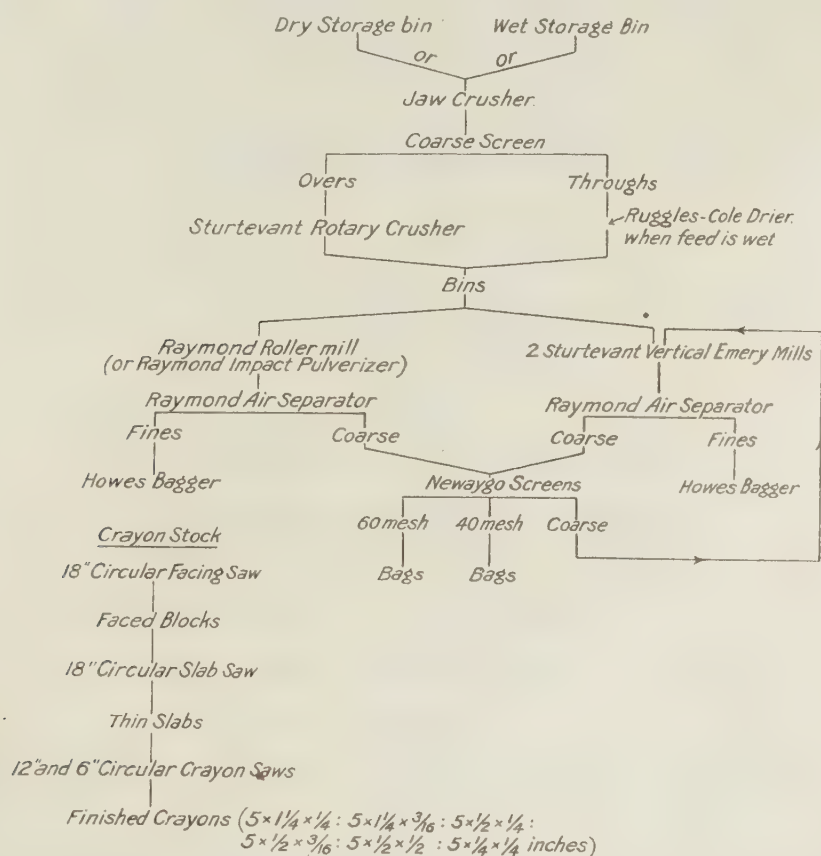 Dry Storage bin
Wet Storage Bin
or
or
Jaw Crusher.
Coarse Screen
Overs
Throughs
Sturtevant Rotary Crusher
Ruggles-Cole Drier.
when feed is wet
Bins
Raymond Roller mill
(or Raymond Impact Pulverizer)
2 Sturtevant Vertical Emery Mills
Raymond Air Separator
Raymond Air Separator
Fines
Coarse
Coarse
Fines
Howes Bagger
Newaygo Screens
Howes Bagger
60 mesh
40 mesh
Coarse
Bags
Bags
Crayon Stock
18" Circular Facing Saw
Faced Blocks
18" Circular Slab Saw
Thin Slabs
12" and 6" Circular Crayon Saws
Finished Crayons (5 × 1¼ × ¼ : 5 × 1¼ × 3/16 : 5 × ½ × ¼ :
5 × ½ × 3/16 : 5 × ½ × ½ : 5 × ¼ × ¼ inches)